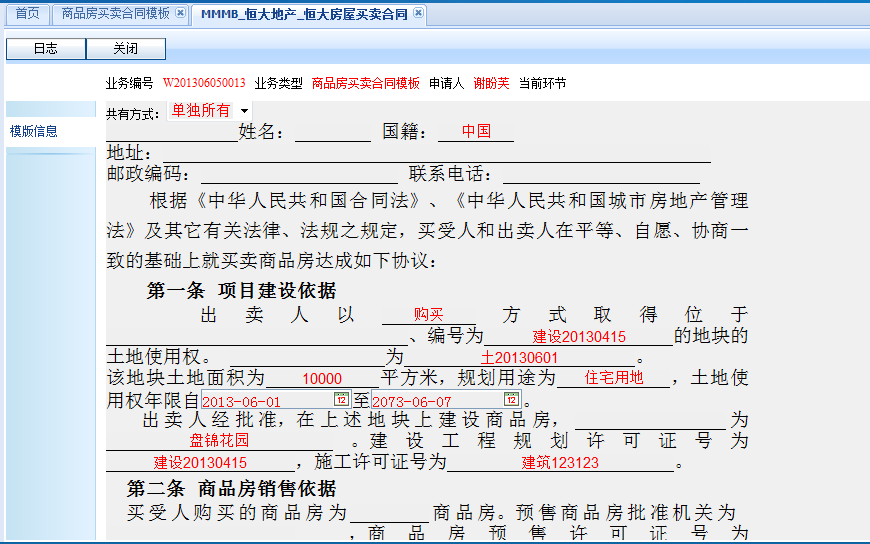 首页 商品房买卖合同模板 MMMB_恒大地产_恒大房屋买卖合同
日志 关闭
业务编号 W201306050013 业务类型 商品房买卖合同模板 申请人 谢盼芙 当前环节
模版信息
共有方式: 单独所有
姓名: 国籍: 中国
地址:
邮政编码: 联系电话:
根据《中华人民共和国合同法》、《中华人民共和国城市房地产管理
法》及其它有关法律、法规之规定，买受人和出卖人在平等、自愿、协商一
致的基础上就买卖商品房达成如下协议:
第一条 项目建设依据
出卖人以 购买 方式取得位于
、编号为 建设20130415 的地块的
土地使用权。 为 土20130601 。
该地块土地面积为 10000 平方米，规划用途为 住宅用地 ，土地使
用权年限自 2013-06-01 12 至 2073-06-07 12 。
出卖人经批准，在上述地块上建设商品房， 为
盘锦花园 。建设工程规划许可证号为
建设20130415 ，施工许可证号为 建筑123123 。
第二条 商品房销售依据
买受人购买的商品房为 商品房。预售商品房批准机关为
，商品房预售许可证号为